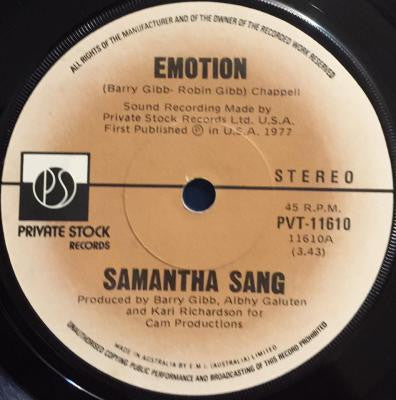 ALL RIGHTS OF THE MANUFACTURER AND OF THE OWNER OF THE RECORDED WORK RESERVED
EMOTION
(Barry Gibb- Robin Gibb) Chappell
Sound Recording Made by
Private Stock Records Ltd. U.S.A.
First Published Ⓟ in U.S.A. 1977
PS
PRIVATE STOCK
RECORDS
STEREO
45 R.P.M.
PVT-11610
11610A
(3.43)
SAMANTHA SANG
Produced by Barry Gibb, Albhy Galuten
and Karl Richardson for
Cam Productions
MADE IN AUSTRALIA BY E.M.I. (AUSTRALIA) LIMITED
UNAUTHORISED COPYING, PUBLIC PERFORMANCE AND BROADCASTING OF THIS RECORD PROHIBITED